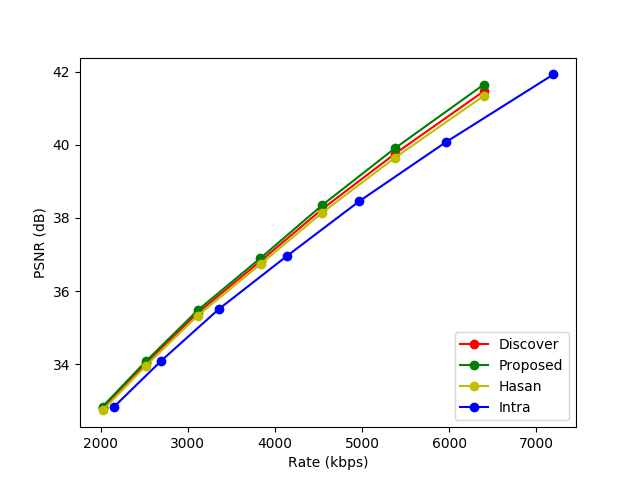 42
40
38
36
34
PSNR (dB)
2000 3000 4000 5000 6000 7000
Rate (kbps)
Discover
Proposed
Hasan
Intra